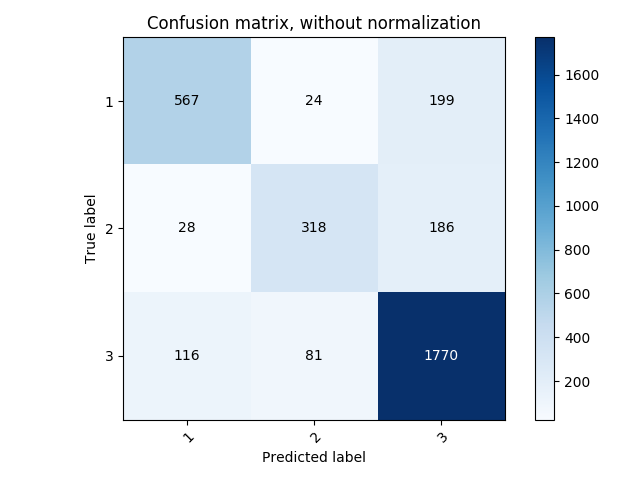 Confusion matrix, without normalization
1 567 24 199
2 28 318 186
3 116 81 1770
1 2 3
True label
Predicted label
1600
1400
1200
1000
800
600
400
200